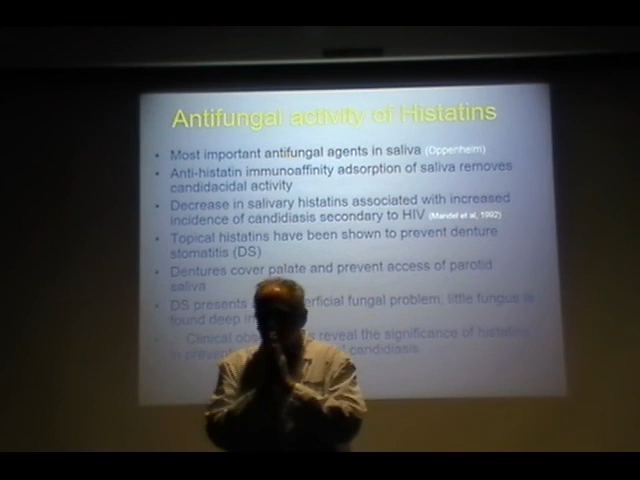 Antifungal activity of Histatins
• Most important antifungal agents in saliva (Oppenheim)
• Anti-histatin immunoaffinity adsorption of saliva removes
candidacidal activity
• Decrease in salivary histatins associated with increased
incidence of candidiasis secondary to HIV (Mandel et al, 1992)
• Topical histatins have been shown to prevent denture
stomatitis (DS)
• Dentures cover palate and prevent access of parotid
saliva
• DS presents erficial fungal problem; little fungus is
found deep in
• Clinical obs s reveal the significance of histatins
in prevent candidiasis.